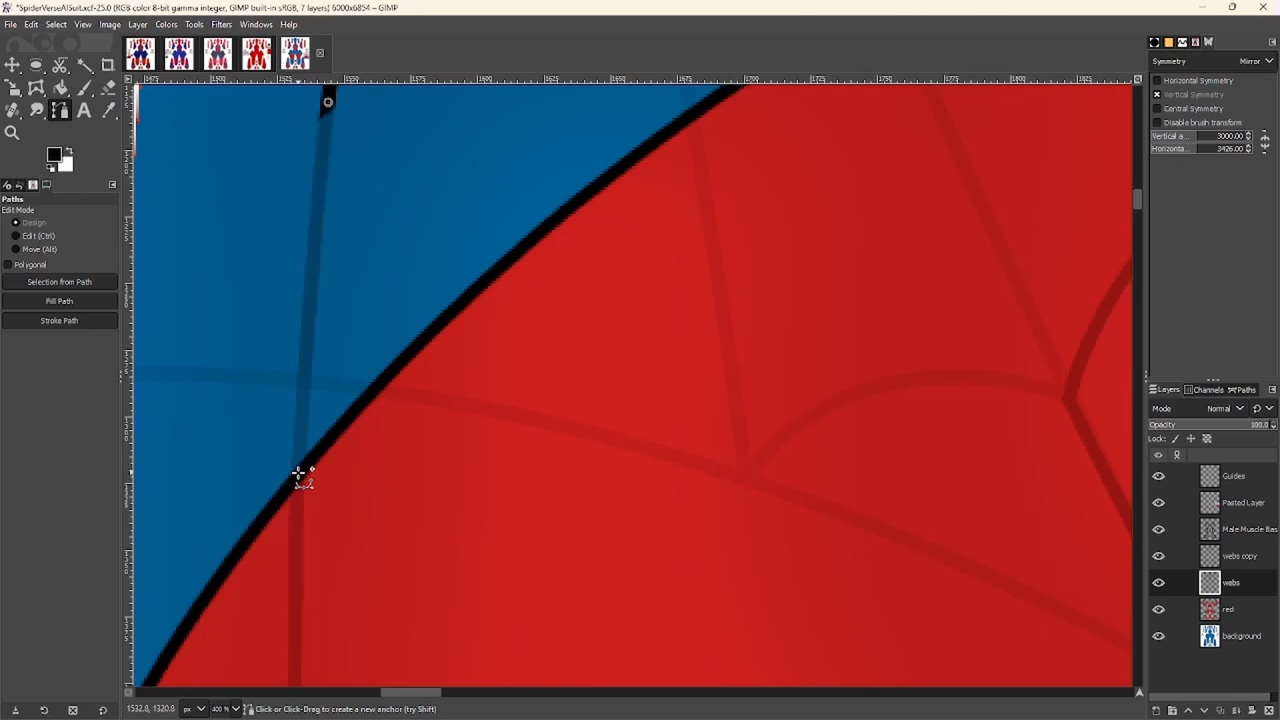 *SpiderVerseAISuit.xcf-25.0 (RGB color 8-bit gamma integer, GIMP built-in sRGB, 7 layers) 6000x6854 – GIMP
File Edit Select View Image Layer Colors Tools Filters Windows Help
Symmetry
Symmetry Mirror
Horizontal Symmetry
Vertical Symmetry
Central Symmetry
Disable brush transform
Vertical a... 3000.00
Horizonta... 3426.00
Paths
Edit Mode
Design
Edit (Ctrl)
Move (Alt)
Polygonal
Selection from Path
Fill Path
Stroke Path
Layers Channels Paths
Mode Normal
Opacity 100.0
Lock:
Guides
Pasted Layer
Male Muscle Bas
webs copy
webs
red
background
1532.8, 1320.8 px 400 % Click or Click-Drag to create a new anchor (try Shift)